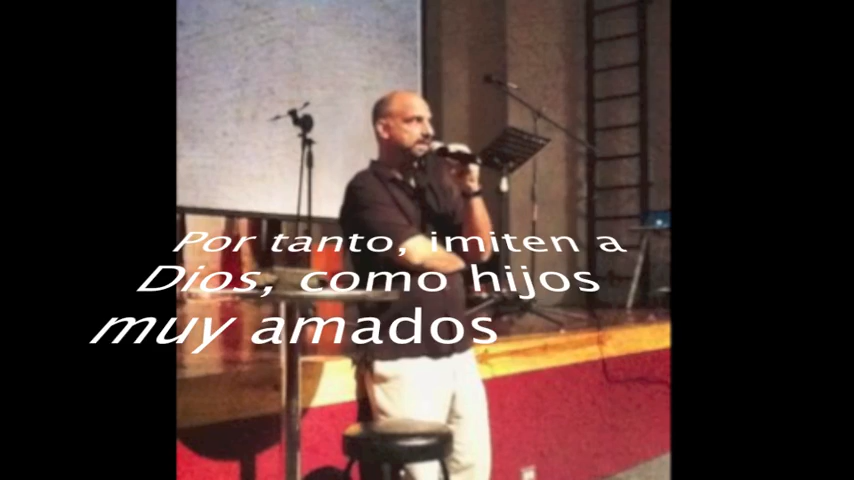 Por tanto, imiten a
Dios, como hijos
muy amados